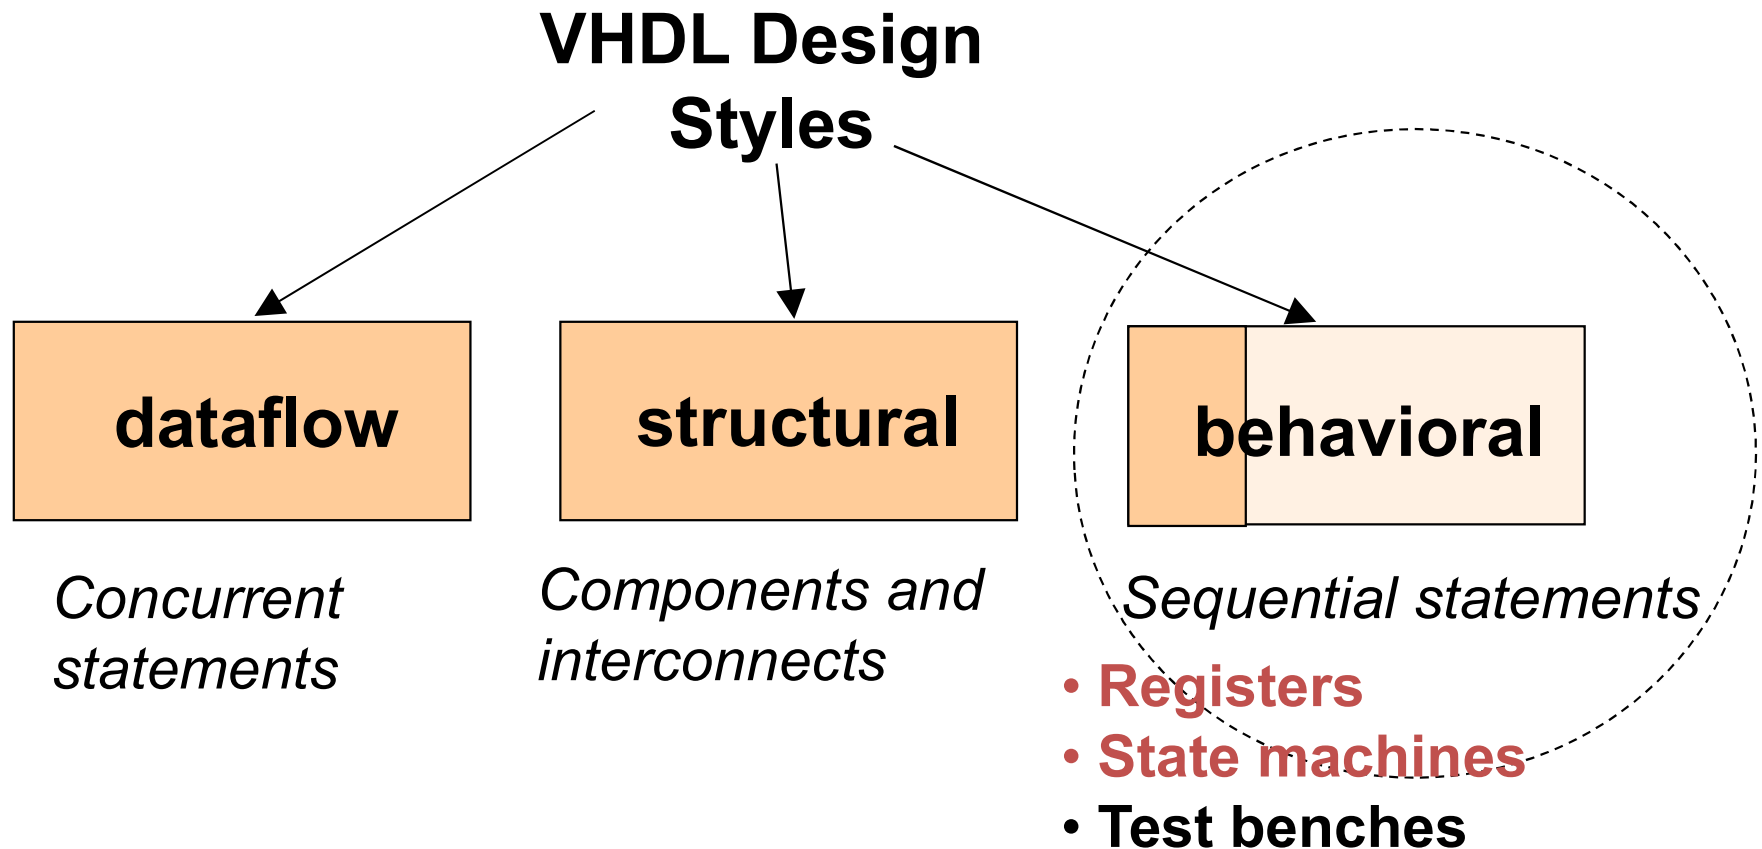 VHDL Design
Styles
dataflow
structural
behavioral
Concurrent
statements
Components and
interconnects
Sequential statements
• Registers
• State machines
• Test benches